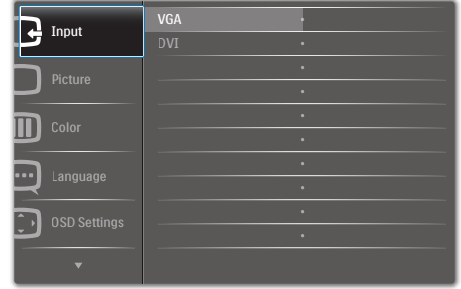 Input
VGA
DVI
Picture
Color
Language
OSD Settings